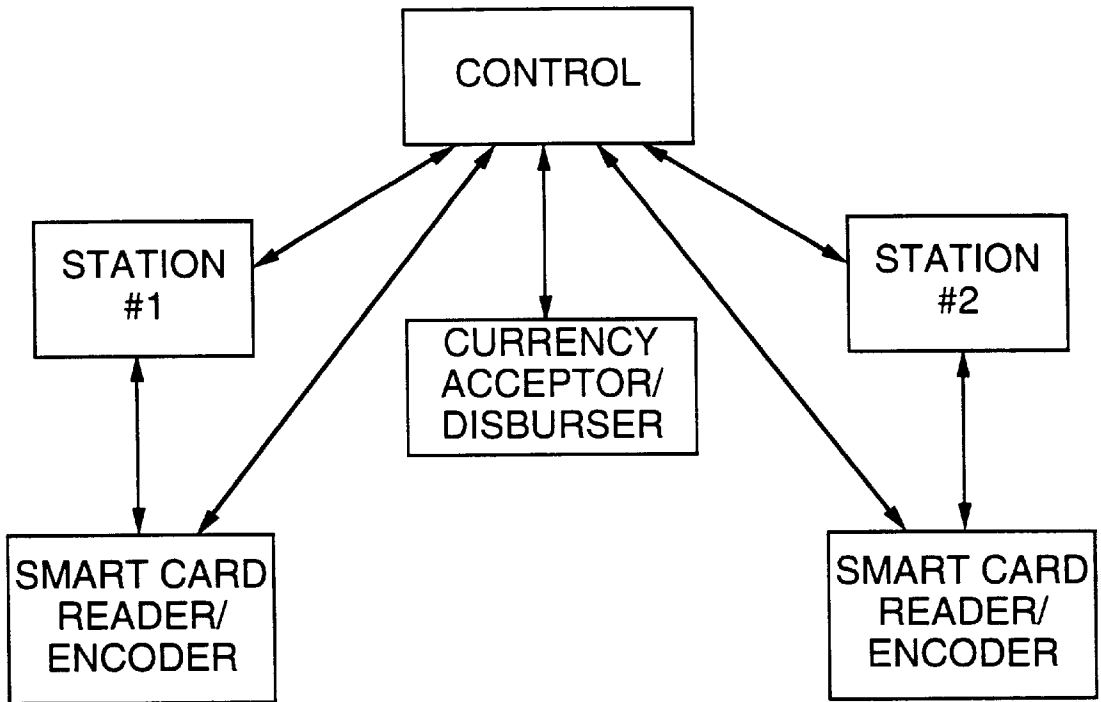 CONTROL
STATION
#1
STATION
#2
CURRENCY
ACCEPTOR/
DISBURSER
SMART CARD
READER/
ENCODER
SMART CARD
READER/
ENCODER